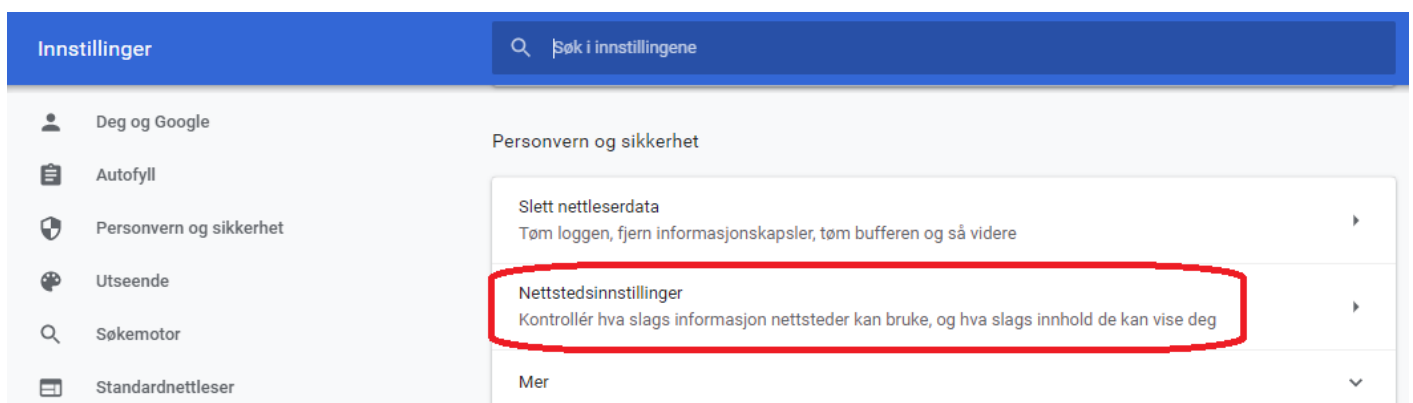 Innstillinger
Søk i innstillingene
Deg og Google
Autofyll
Personvern og sikkerhet
Utseende
Søkemotor
Standardnettleser
Personvern og sikkerhet
Slett nettleserdata
Tøm loggen, fjern informasjonskapsler, tøm bufferen og så videre
Nettstedsinnstillinger
Kontrollér hva slags informasjon nettsteder kan bruke, og hva slags innhold de kan vise deg
Mer